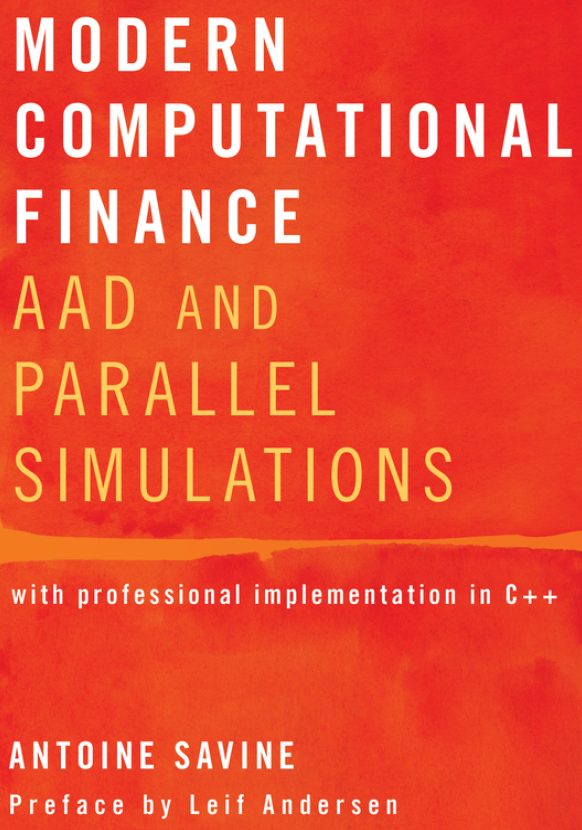 MODERN
COMPUTATIONAL
FINANCE
AAD AND
PARALLEL
SIMULATIONS
with professional implementation in C++
ANTOINE SAVINE
Preface by Leif Andersen